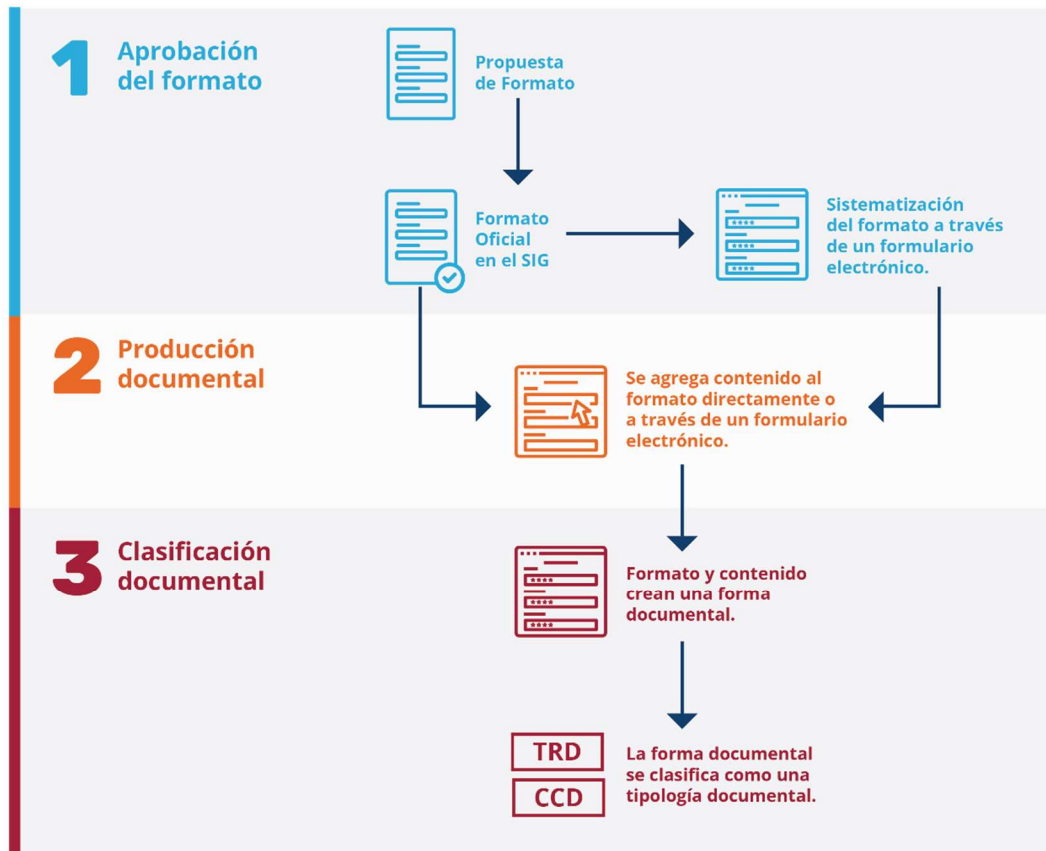 1
Aprobación
del formato
Propuesta
de Formato
Formato
Oficial
en el SIG
Sistematización
del formato a través
de un formulario
electrónico.
2
Producción
documental
Se agrega contenido al
formato directamente o
a través de un formulario
electrónico.
3
Clasificación
documental
Formato y contenido
crean una forma
documental.
TRD
CCD
La forma documental
se clasifica como una
tipología documental.